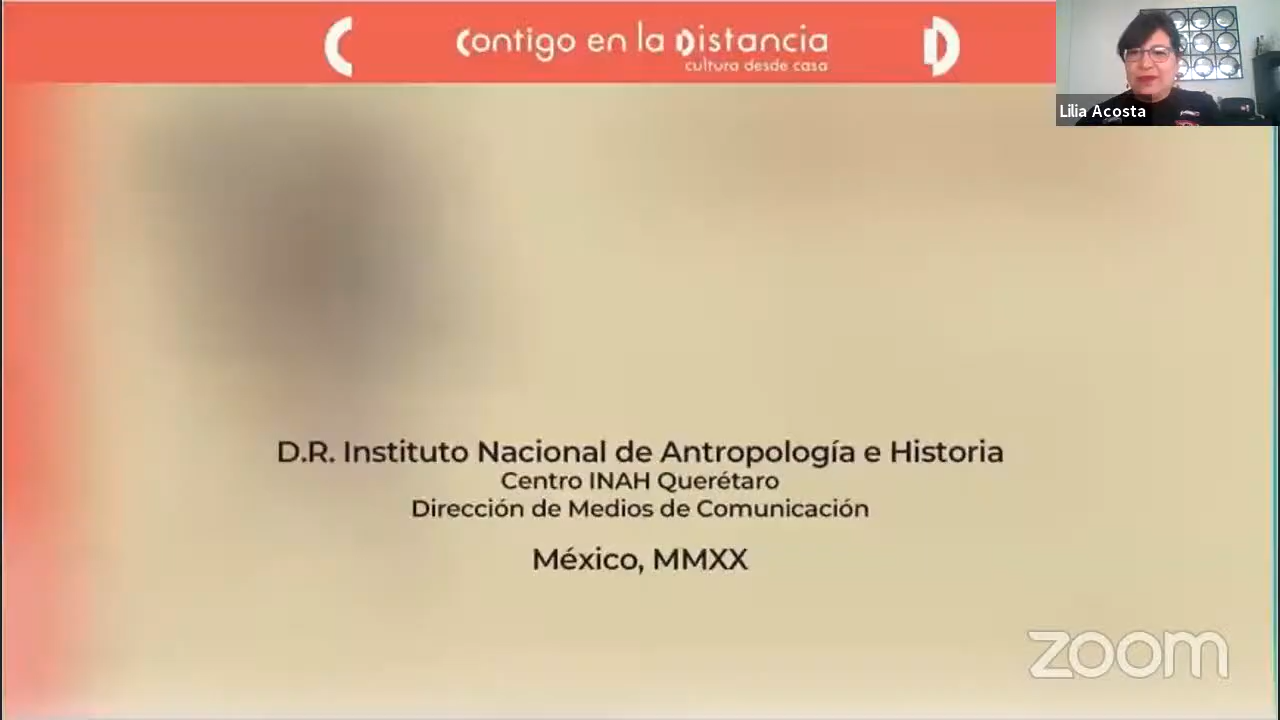 Contigo en la Distancia
cultura desde casa
Lilia Acosta
D.R. Instituto Nacional de Antropología e Historia
Centro INAH Querétaro
Dirección de Medios de Comunicación
México, MMXX
zoom